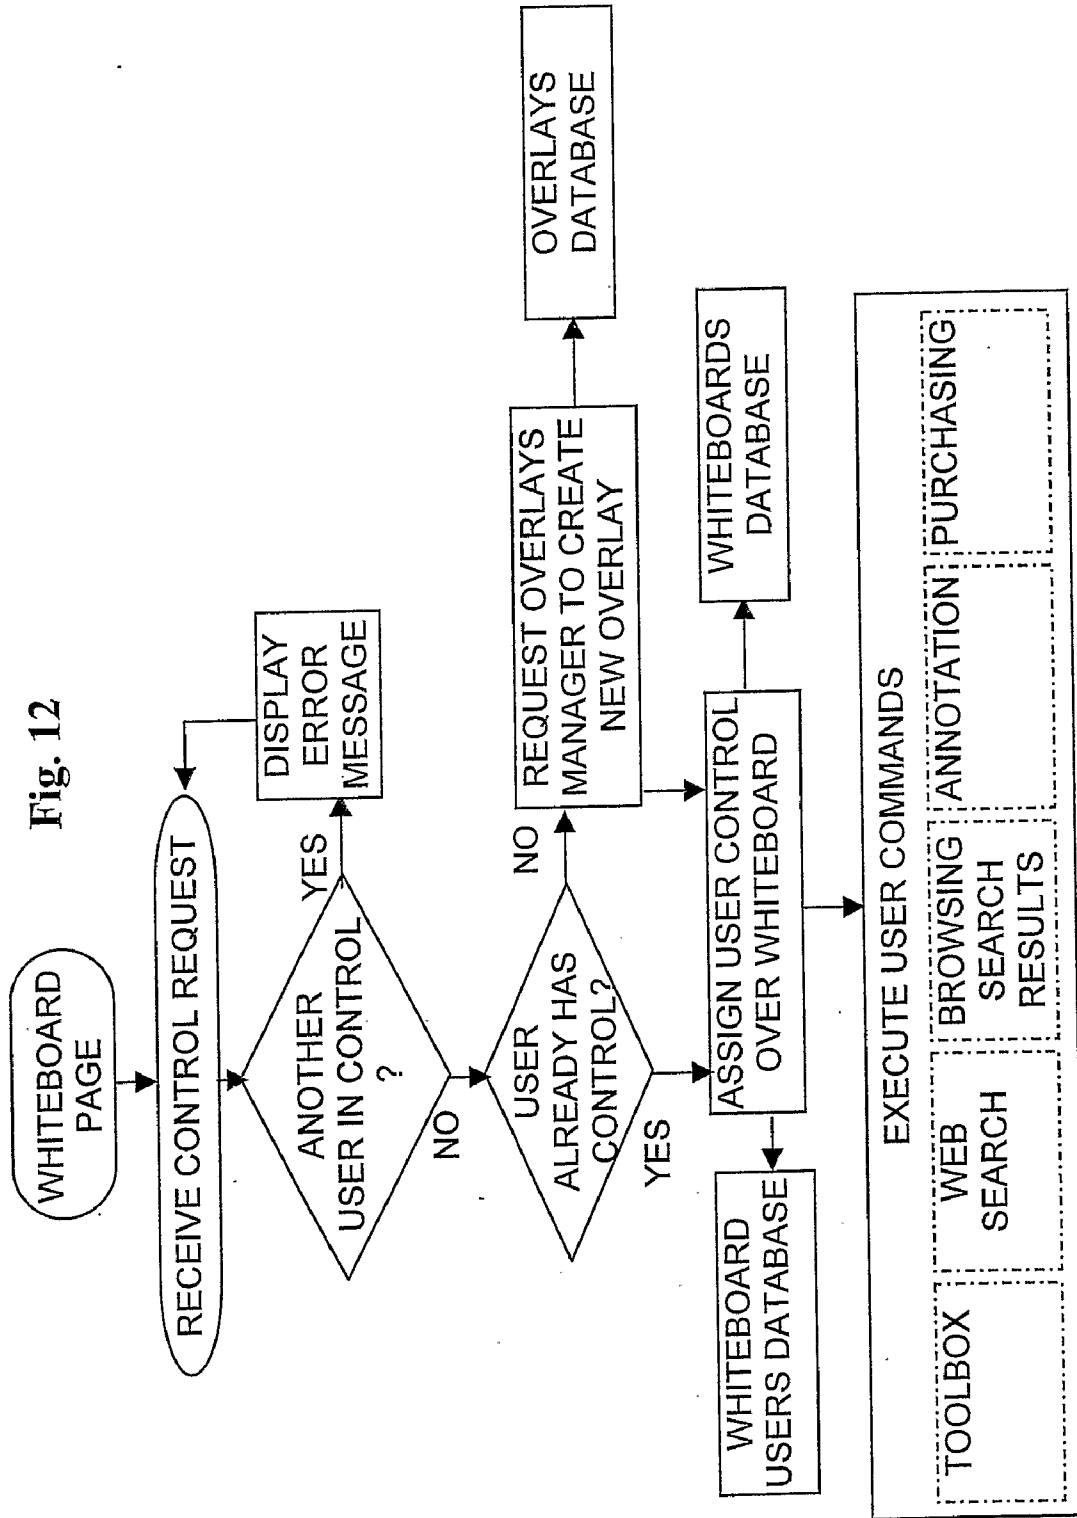 Fig. 12
WHITEBOARD
PAGE
RECEIVE CONTROL REQUEST
ANOTHER
USER IN CONTROL
?
YES
DISPLAY
ERROR
MESSAGE
NO
USER
ALREADY HAS
CONTROL?
NO
REQUEST OVERLAYS
MANAGER TO CREATE
NEW OVERLAY
OVERLAYS
DATABASE
YES
ASSIGN USER CONTROL
OVER WHITEBOARD
WHITEBOARDS
DATABASE
WHITEBOARD
USERS DATABASE
EXECUTE USER COMMANDS
TOOLBOX
WEB
SEARCH
BROWSING
SEARCH
RESULTS
ANNOTATION
PURCHASING